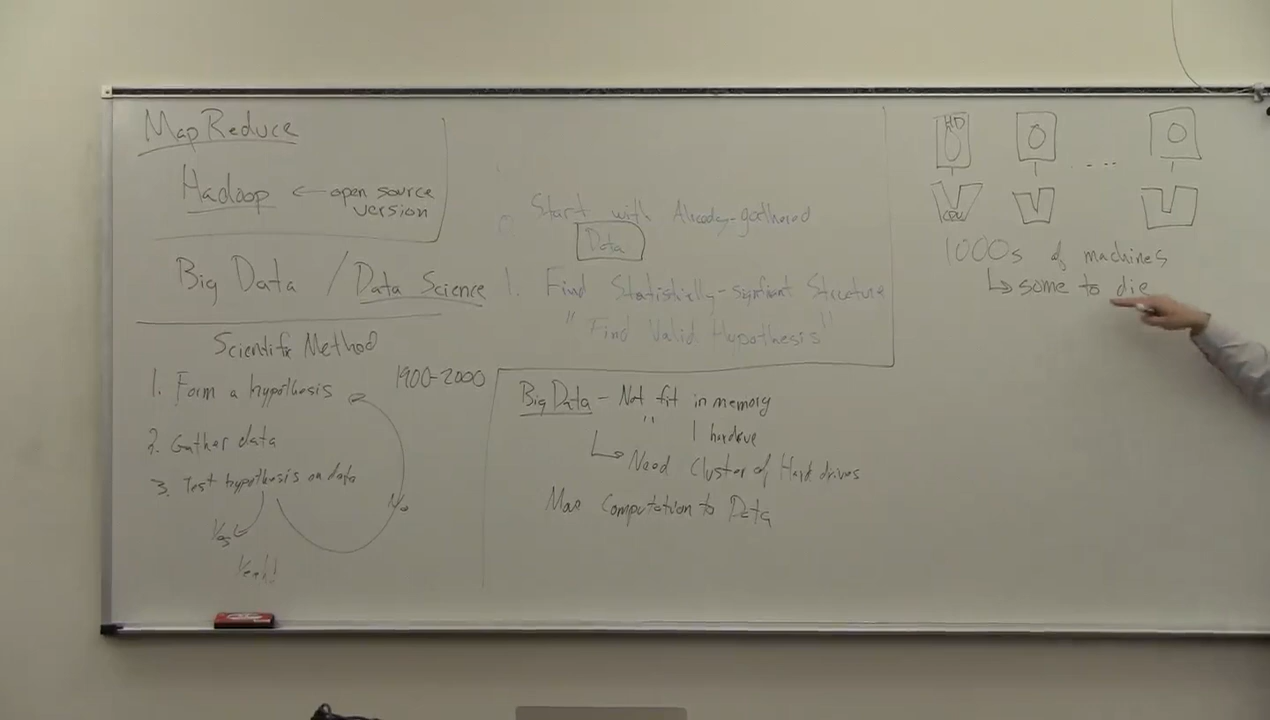 MapReduce
Hadoop ← open source
version
Big Data / Data Science
Scientific Method
1900-2000
1. Form a hypothesis
2. Gather data
3. Test hypothesis on data
No
Yes
Yeah!
Start with Already-gathered
Data
1. Find Statistically-significant Structure
"Find Valid Hypothesis"
Big Data - Not fit in memory
" 1 hardrive
↳ Need Cluster of Hard drives
Move Computation to Data
HD
....
CPU
1000s of machines
↳ some to die